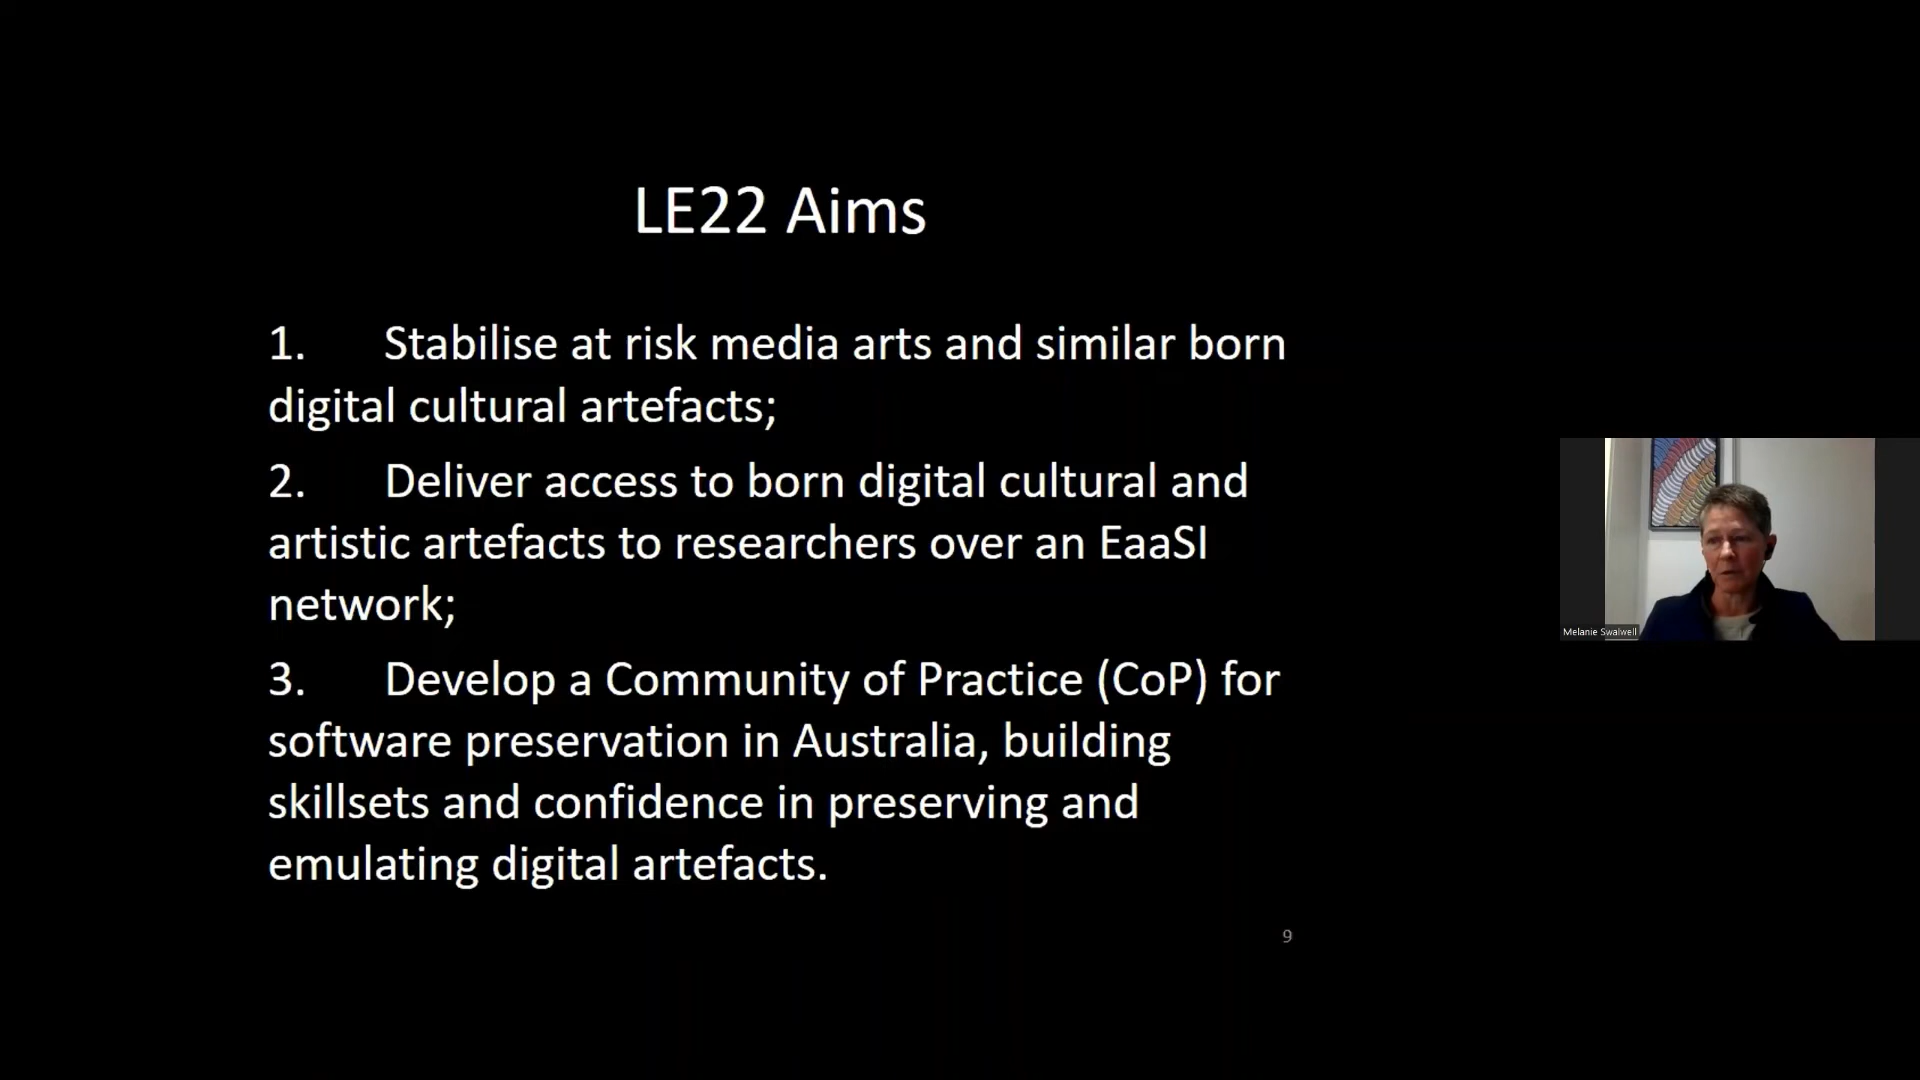 LE22 Aims
1. Stabilise at risk media arts and similar born
digital cultural artefacts;
2. Deliver access to born digital cultural and
artistic artefacts to researchers over an EaaSI
network;
3. Develop a Community of Practice (CoP) for
software preservation in Australia, building
skillsets and confidence in preserving and
emulating digital artefacts.
9
Melanie Swalwell